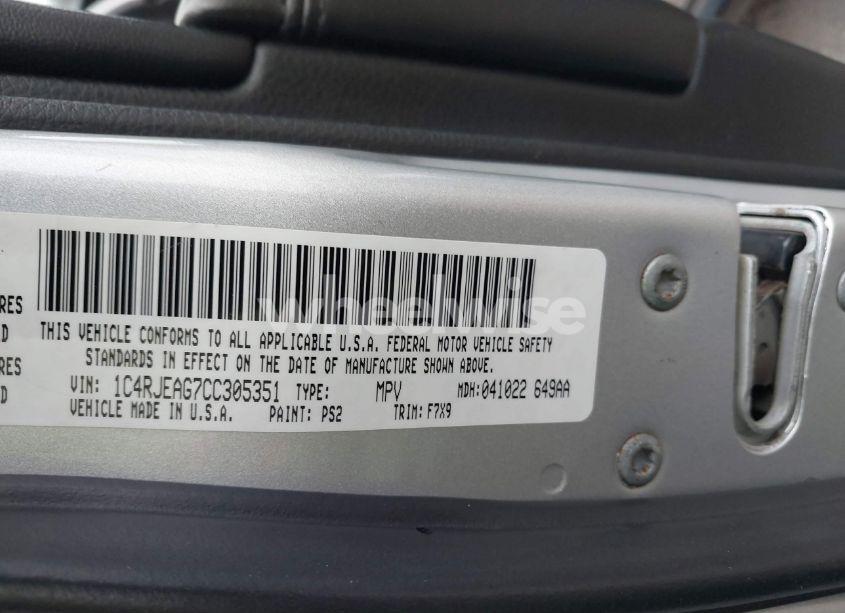 RES
D
RES
D
THIS VEHICLE CONFORMS TO ALL APPLICABLE U.S.A. FEDERAL MOTOR VEHICLE SAFETY
STANDARDS IN EFFECT ON THE DATE OF MANUFACTURE SHOWN ABOVE.
VIN: 1C4RJEAG7CC305351 TYPE: MPV MDH:041022 649AA
VEHICLE MADE IN U.S.A. PAINT: PS2 TRIM: F7X9
wheelwise